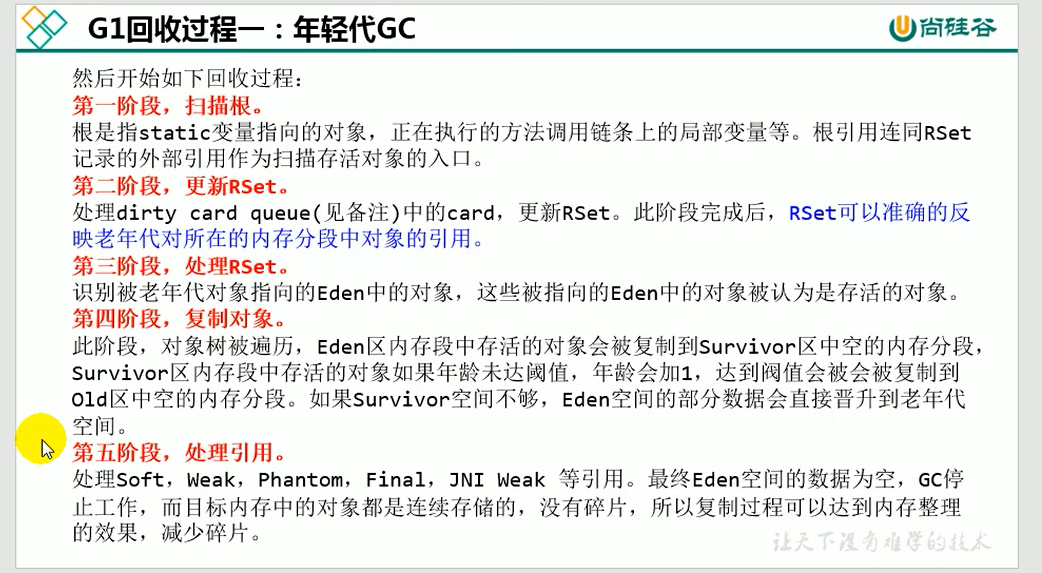 G1回收过程一：年轻代GC
尚硅谷
然后开始如下回收过程：
第一阶段，扫描根。
根是指static变量指向的对象，正在执行的方法调用链条上的局部变量等。根引用连同RSet
记录的外部引用作为扫描存活对象的入口。
第二阶段，更新RSet。
处理dirty card queue(见备注)中的card，更新RSet。此阶段完成后，RSet可以准确的反
映老年代对所在的内存分段中对象的引用。
第三阶段，处理RSet。
识别被老年代对象指向的Eden中的对象，这些被指向的Eden中的对象被认为是存活的对象。
第四阶段，复制对象。
此阶段，对象树被遍历，Eden区内存段中存活的对象会被复制到Survivor区中空的内存分段，
Survivor区内存段中存活的对象如果年龄未达阈值，年龄会加1，达到阀值会被会被复制到
Old区中空的内存分段。如果Survivor空间不够，Eden空间的部分数据会直接晋升到老年代
空间。
第五阶段，处理引用。
处理Soft，Weak，Phantom，Final，JNI Weak 等引用。最终Eden空间的数据为空，GC停
止工作，而目标内存中的对象都是连续存储的，没有碎片，所以复制过程可以达到内存整理
的效果，减少碎片。
让天下没有难学的技术